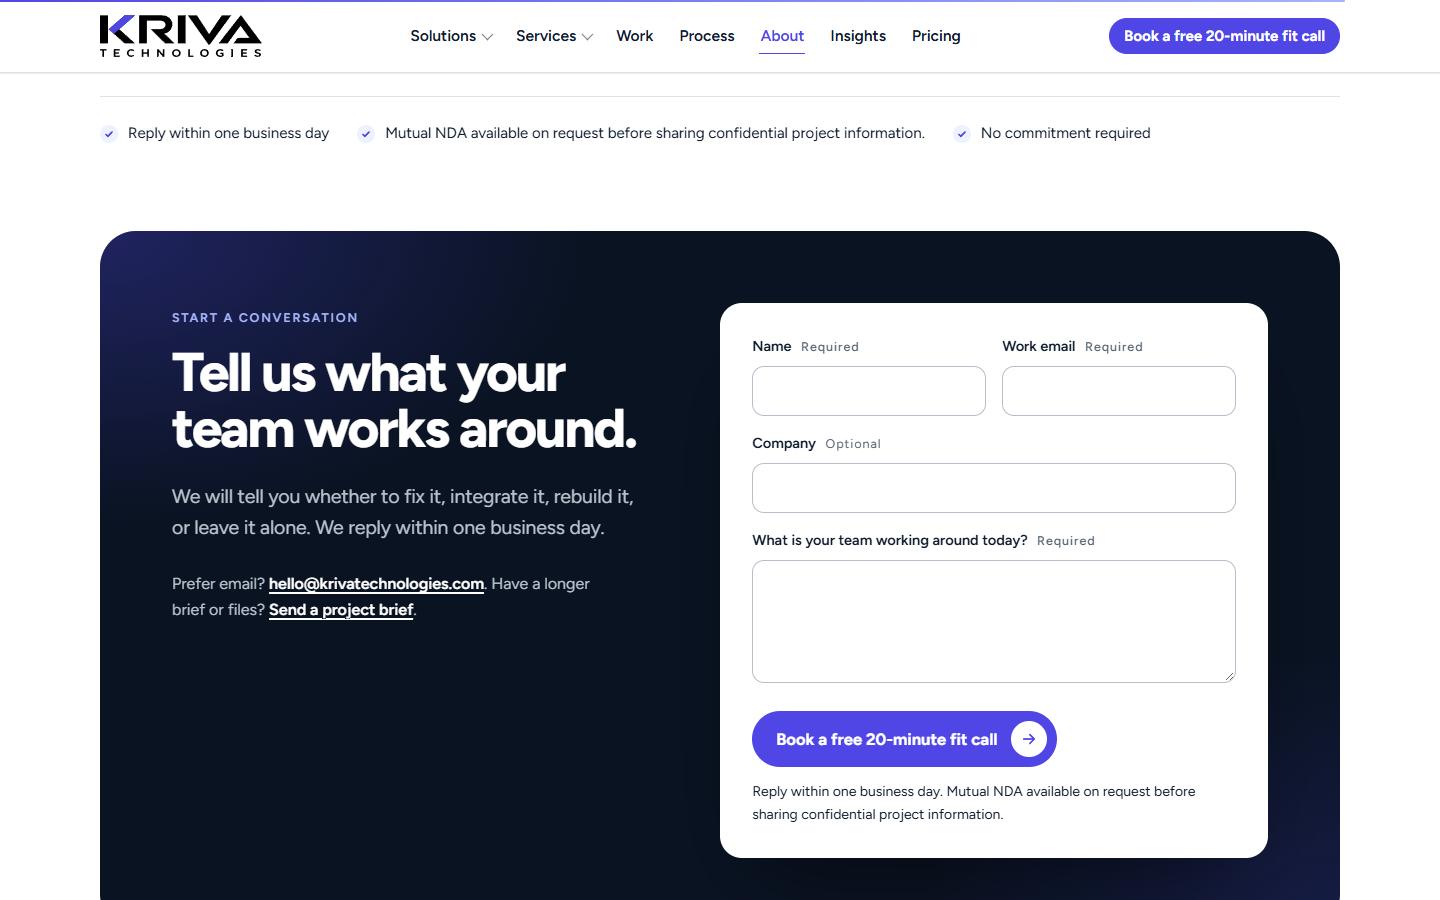 KRIVA
TECHNOLOGIES
Solutions
Services
Work
Process
About
Insights
Pricing
Book a free 20-minute fit call
Reply within one business day
Mutual NDA available on request before sharing confidential project information.
No commitment required
START A CONVERSATION
Tell us what your
team works around.
We will tell you whether to fix it, integrate it, rebuild it,
or leave it alone. We reply within one business day.
Prefer email? hello@krivatechnologies.com. Have a longer
brief or files? Send a project brief.
Name Required
Work email Required
Company Optional
What is your team working around today? Required
Book a free 20-minute fit call
Reply within one business day. Mutual NDA available on request before
sharing confidential project information.